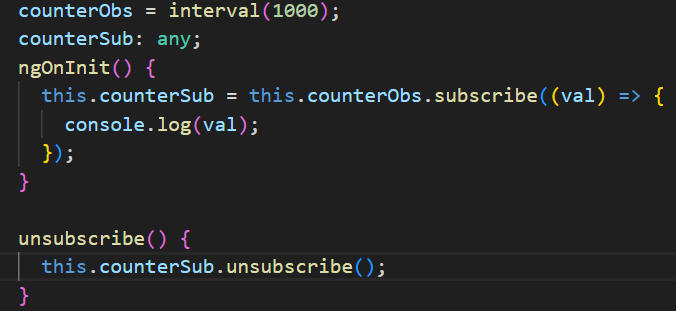 counterObs = interval(1000);
counterSub: any;
ngOnInit() {
  this.counterSub = this.counterObs.subscribe((val) => {
    console.log(val);
  });
}

unsubscribe() {
  this.counterSub.unsubscribe();
}